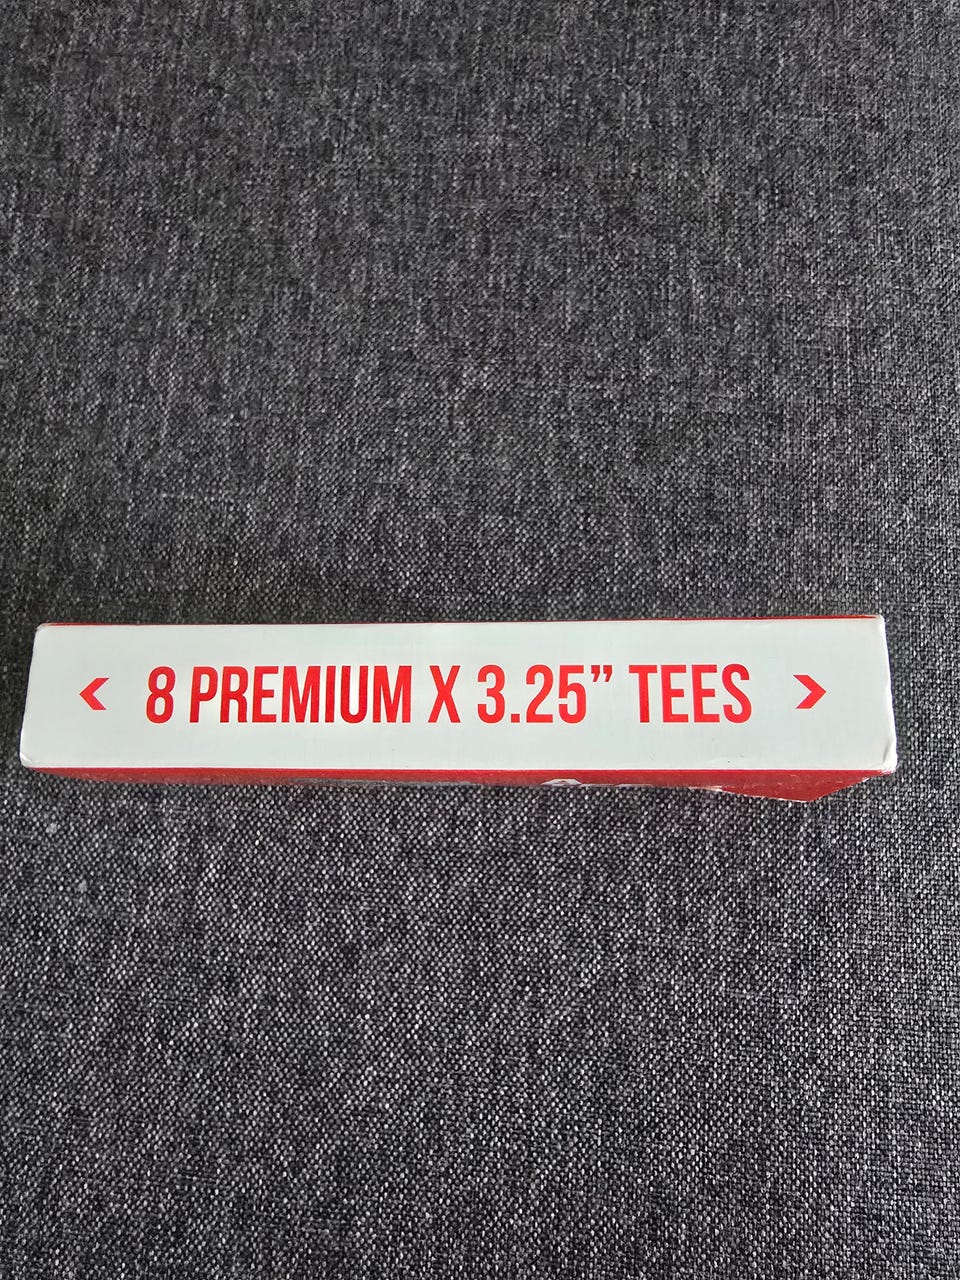 < 8 PREMIUM X 3.25” TEES >